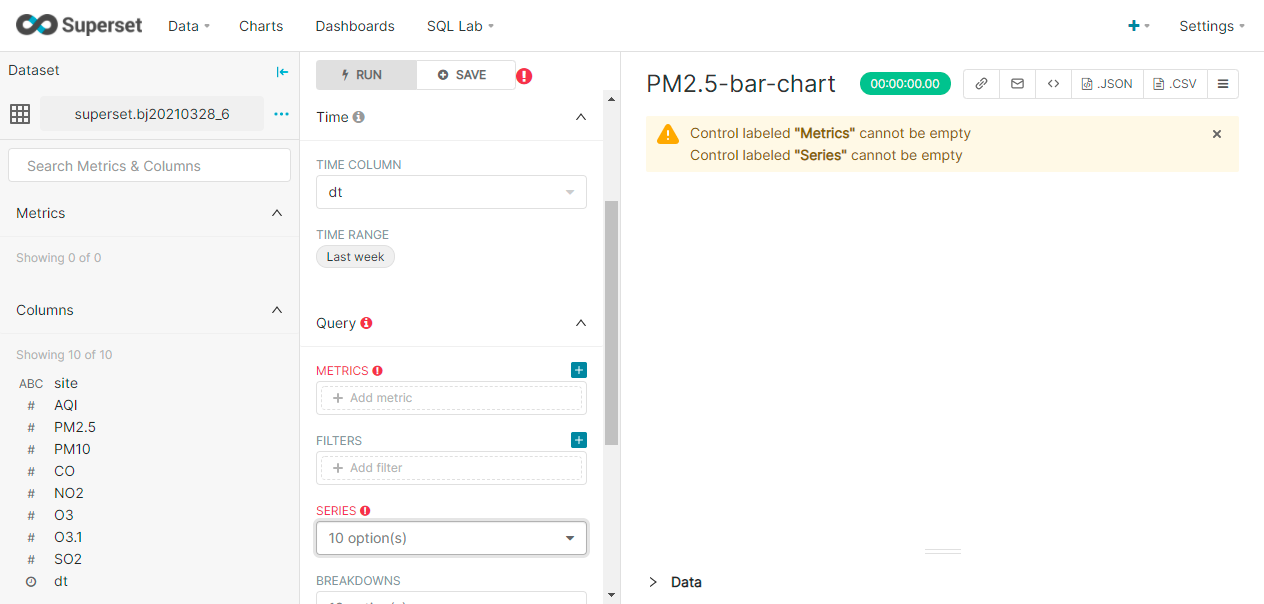 Superset
Data
Charts
Dashboards
SQL Lab
Settings
Dataset
superset.bj20210328_6
Search Metrics & Columns
Metrics
Showing 0 of 0
Columns
Showing 10 of 10
ABC site
# AQI
# PM2.5
# PM10
# CO
# NO2
# O3
# O3.1
# SO2
dt
RUN
SAVE
Time
TIME COLUMN
dt
TIME RANGE
Last week
Query
METRICS
+ Add metric
FILTERS
+ Add filter
SERIES
10 option(s)
BREAKDOWNS
PM2.5-bar-chart
00:00:00.00
.JSON
.CSV
Control labeled "Metrics" cannot be empty
Control labeled "Series" cannot be empty
Data